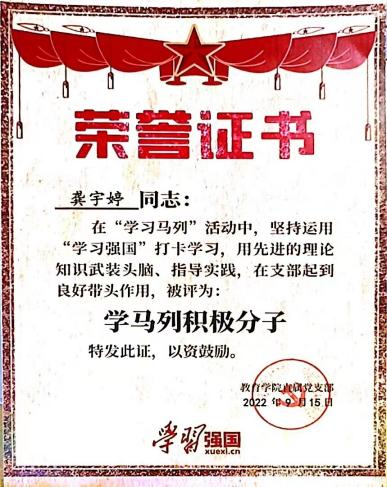 荣誉证书
龚宇婷 同志：
在“学习马列”活动中，坚持运用
“学习强国”打卡学习，用先进的理论
知识武装头脑、指导实践，在支部起到
良好带头作用，被评为：
学马列积极分子
特发此证，以资鼓励。
教育学院直属党支部
2022 年 9 月 15 日
学习强国
xuexi.cn